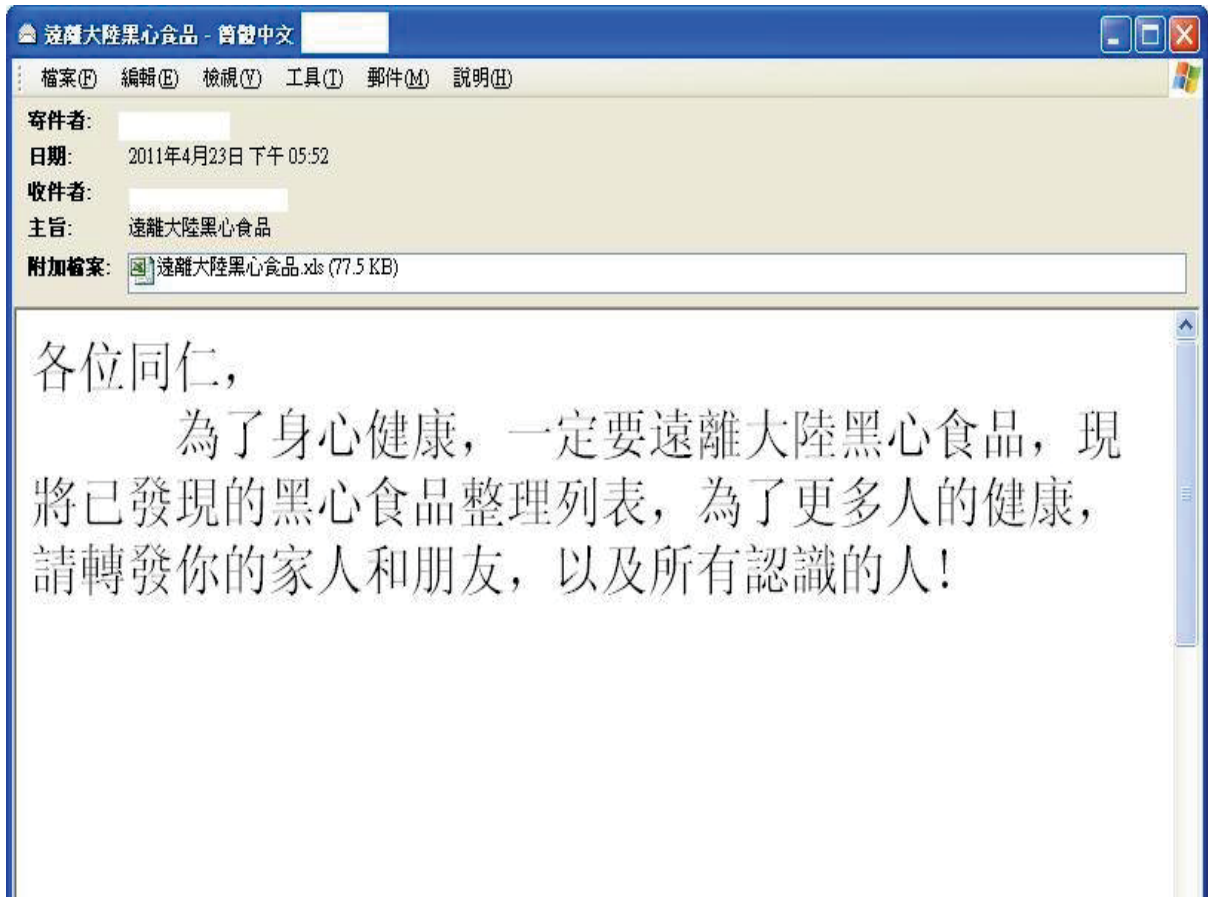 遠離大陸黑心食品 - 簡體中文
檔案(F) 編輯(E) 檢視(V) 工具(T) 郵件(M) 說明(H)
寄件者:
日期: 2011年4月23日 下午 05:52
收件者:
主旨: 遠離大陸黑心食品
附加檔案: 遠離大陸黑心食品.xls (77.5 KB)
各位同仁，
為了身心健康，一定要遠離大陸黑心食品，現
將已發現的黑心食品整理列表，為了更多人的健康，
請轉發你的家人和朋友，以及所有認識的人!